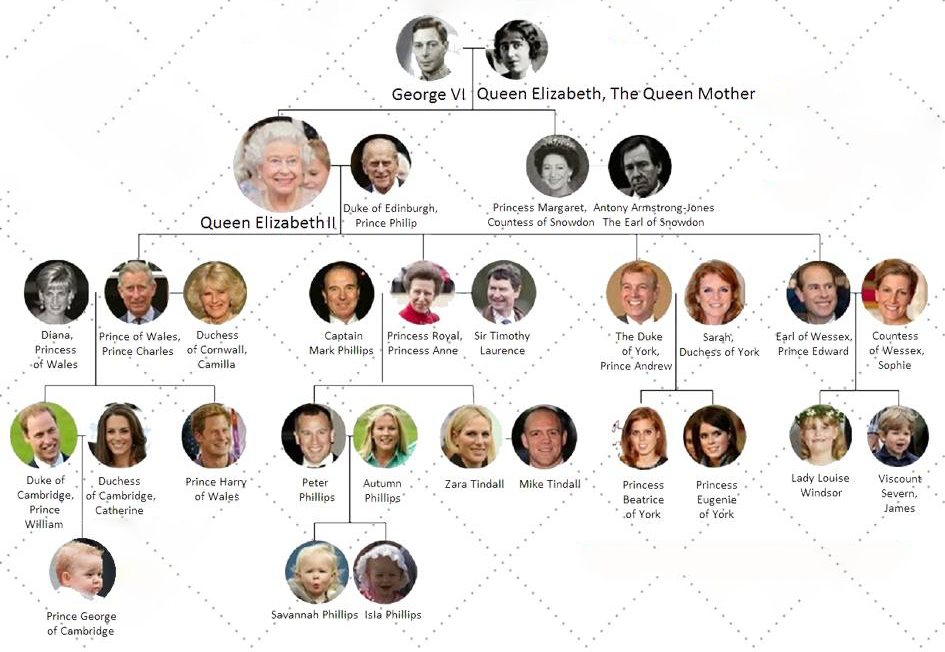 George VI Queen Elizabeth, The Queen Mother
Queen Elizabeth II
Duke of Edinburgh,
Prince Philip
Princess Margaret,
Countess of Snowdon
Antony Armstrong-Jones
The Earl of Snowdon
Diana,
Princess
of Wales
Prince of Wales,
Prince Charles
Duchess
of Cornwall,
Camilla
Captain
Mark Phillips
Princess Royal,
Princess Anne
Sir Timothy
Laurence
The Duke
of York,
Prince Andrew
Sarah,
Duchess of York
Earl of Wessex,
Prince Edward
Countess
of Wessex,
Sophie
Duke of
Cambridge,
Prince
William
Duchess
of Cambridge,
Catherine
Prince Harry
of Wales
Peter
Phillips
Autumn
Phillips
Zara Tindall
Mike Tindall
Princess
Beatrice
of York
Princess
Eugenie
of York
Lady Louise
Windsor
Viscount
Severn,
James
Prince George
of Cambridge
Savannah Phillips
Isla Phillips